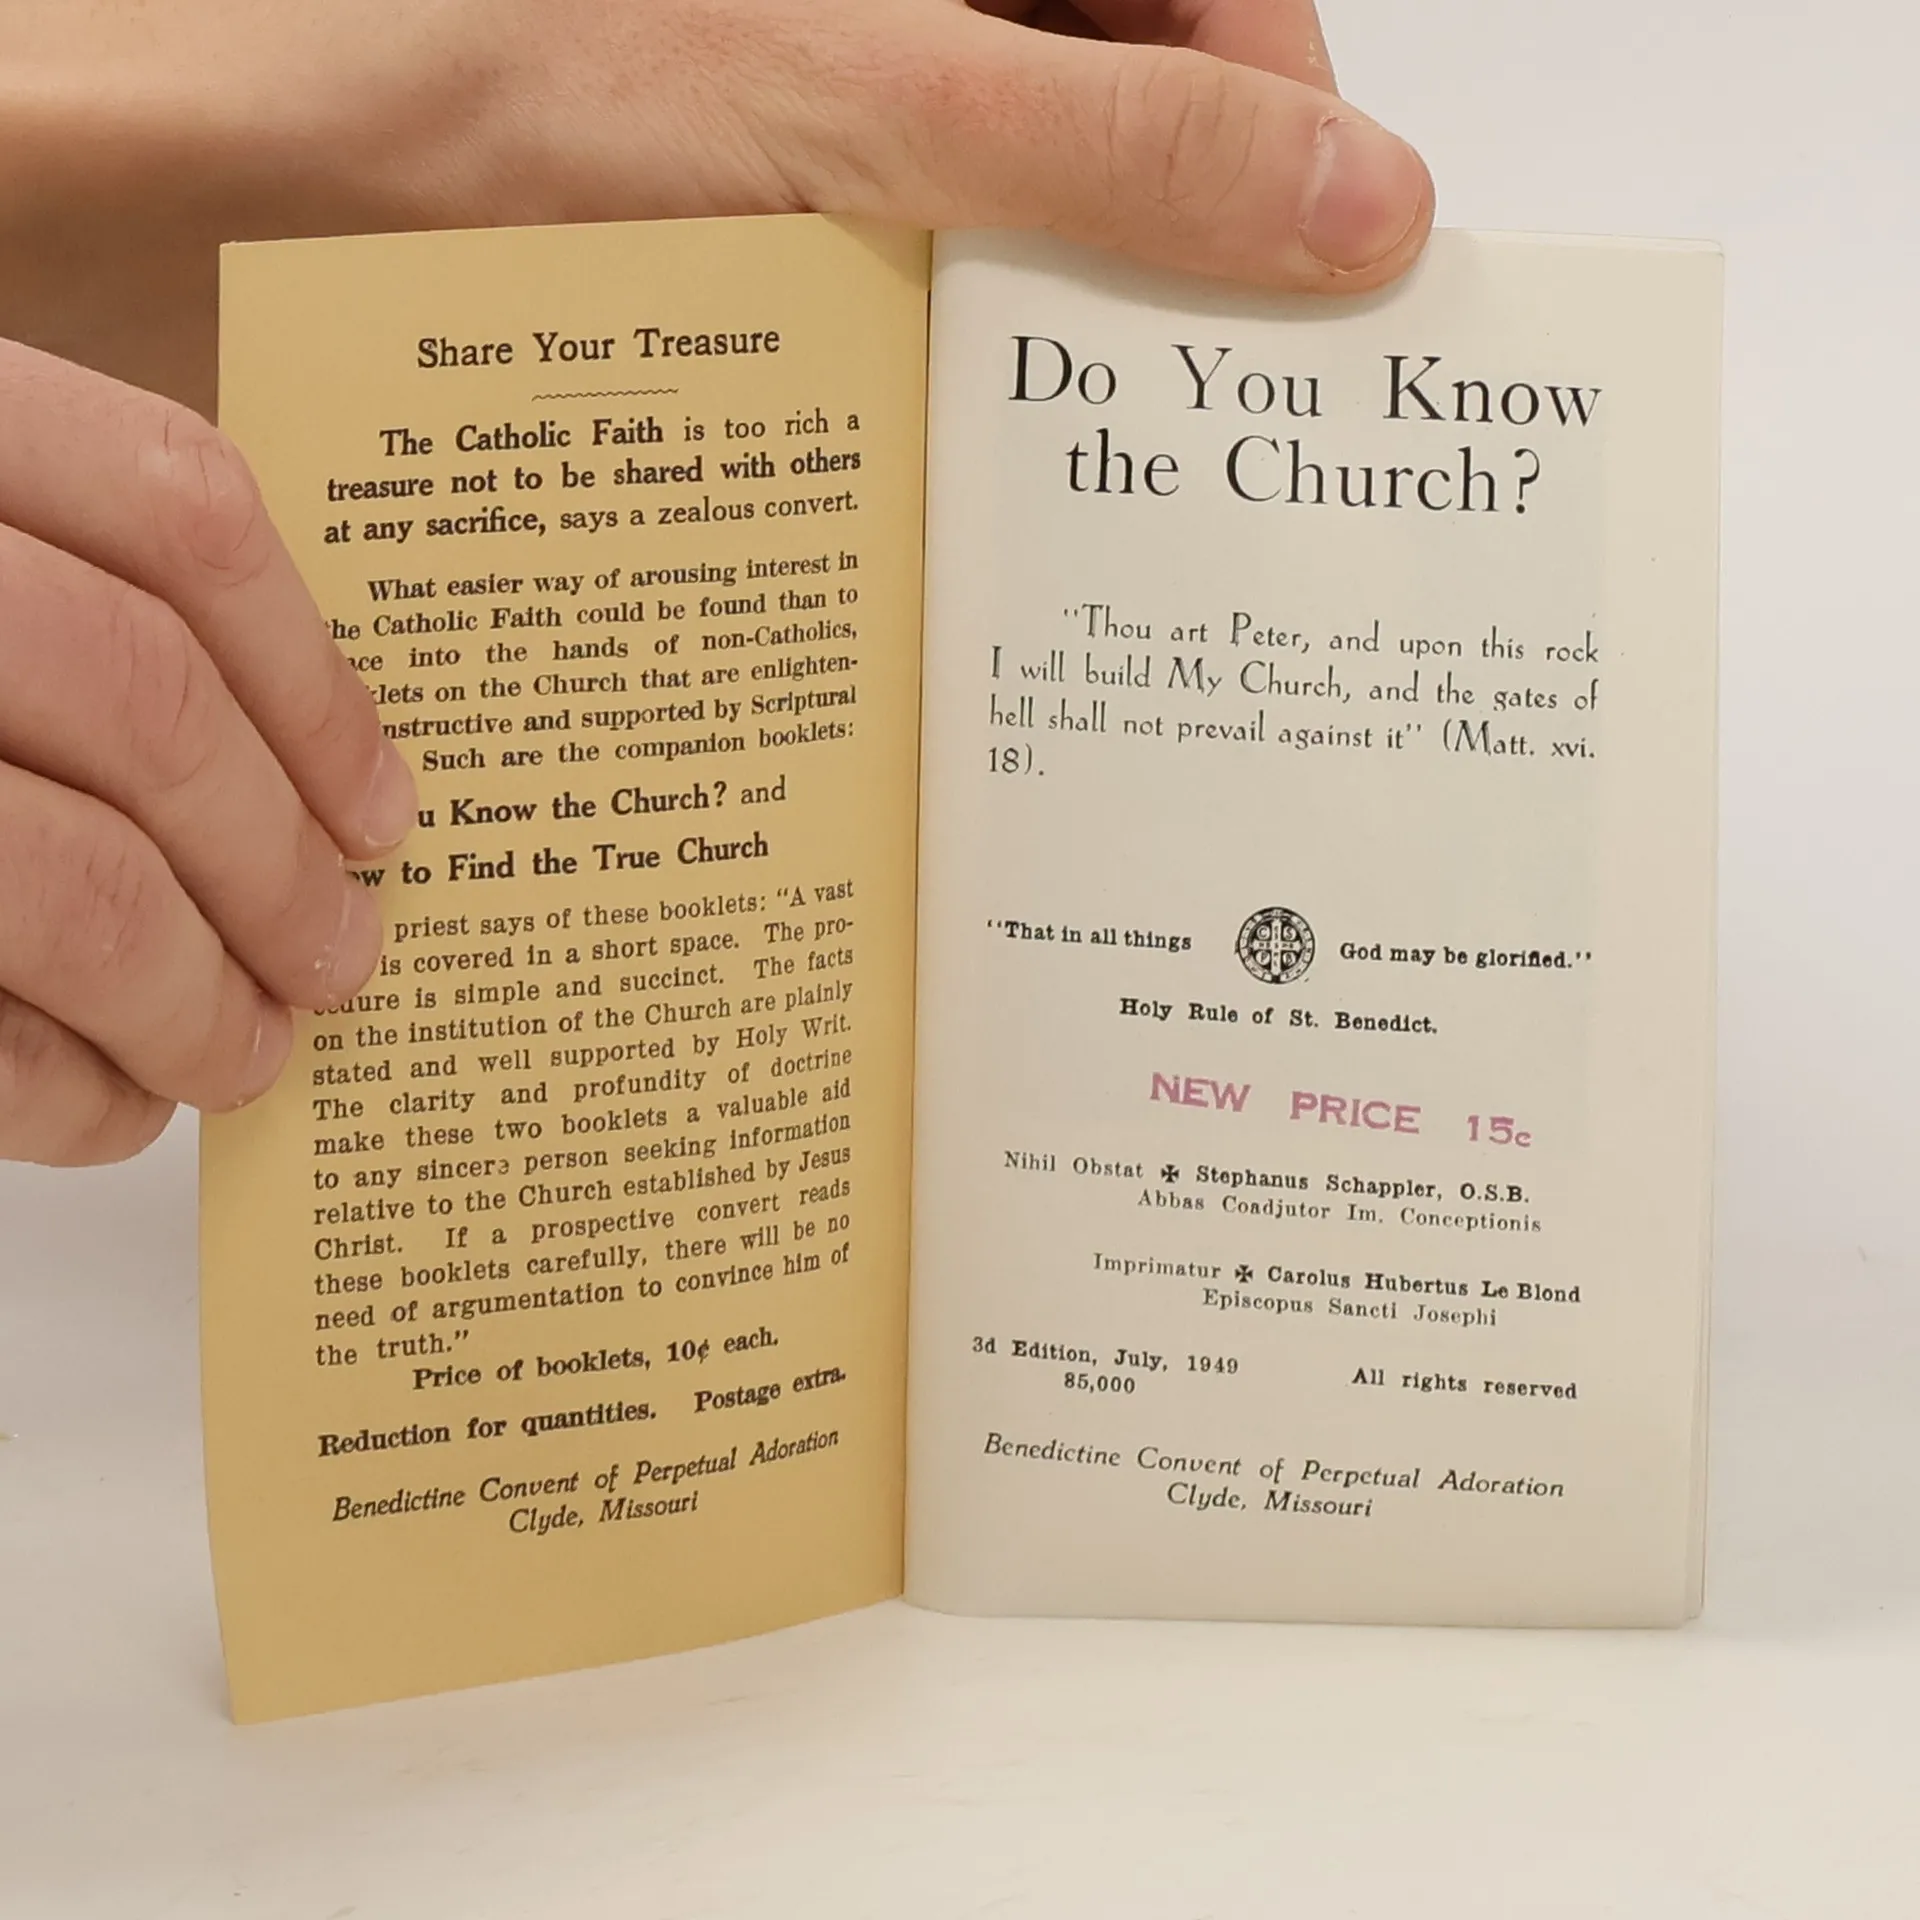 Share Your Treasure
The Catholic Faith is too rich a
treasure not to be shared with others
at any sacrifice, says a zealous convert.
What easier way of arousing interest in
the Catholic Faith could be found than to
into the hands of non-Catholics,
on the Church that are enlighten-
and supported by Scriptural
Such are the companion booklets:
Know the Church? and
to Find the True Church
priest says of these booklets: “A vast
is covered in a short space. The pro-
is simple and succinct. The facts
on the institution of the Church are plainly
stated and well supported by Holy Writ.
The clarity and profundity of doctrine
make these two booklets a valuable aid
to any sincere person seeking information
relative to the Church established by Jesus
Christ. If a prospective convert reads
these booklets carefully, there will be no
need of argumentation to convince him of
the truth.”
Price of booklets, 10¢ each.
Reduction for quantities. Postage extra.
Benedictine Convent of Perpetual Adoration
Clyde, Missouri
Do You Know
the Church?
“Thou art Peter, and upon this rock
I will build My Church, and the gates of
hell shall not prevail against it” (Matt. xvi.
18).
“That in all things God may be glorified.”
Holy Rule of St. Benedict.
NEW PRICE 15c
Nihil Obstat ✠ Stephanus Schappler, O.S.B.
Abbas Coadjutor Im. Conceptionis
Imprimatur ✠ Carolus Hubertus Le Blond
Episcopus Sancti Josephi
3d Edition, July, 1949 All rights reserved
85,000
Benedictine Convent of Perpetual Adoration
Clyde, Missouri